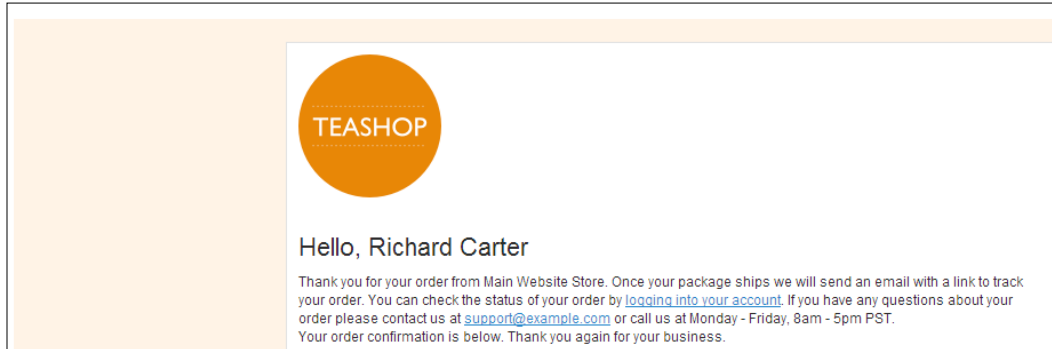 TEASHOP
Hello, Richard Carter
Thank you for your order from Main Website Store. Once your package ships we will send an email with a link to track
your order. You can check the status of your order by logging into your account. If you have any questions about your
order please contact us at support@example.com or call us at Monday - Friday, 8am - 5pm PST.
Your order confirmation is below. Thank you again for your business.